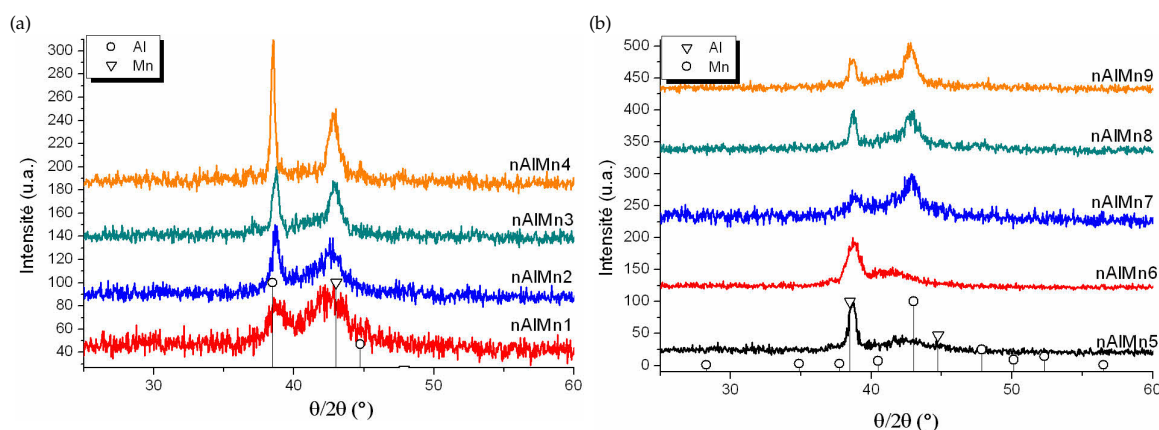 (a)
Al
Mn
300
280
260
240
220
200
180
160
140
120
100
80
60
40
nAlMn4
nAlMn3
nAlMn2
nAlMn1
30
40
50
60
Intensité (u.a.)
θ/2θ (°)
(b)
Al
Mn
500
450
400
350
300
250
200
150
100
50
0
nAlMn9
nAlMn8
nAlMn7
nAlMn6
nAlMn5
30
40
50
60
Intensité (u.a.)
θ/2θ (°)